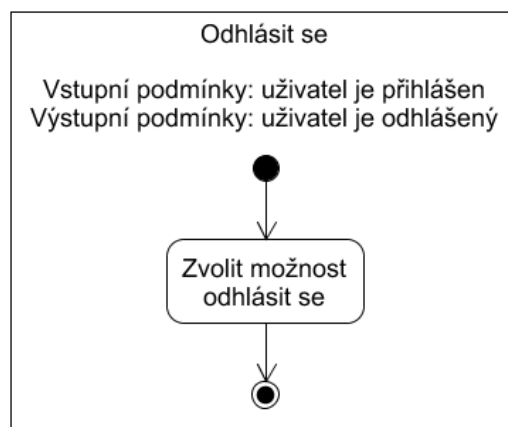 Odhlásit se
Vstupní podmínky: uživatel je přihlášen
Výstupní podmínky: uživatel je odhlášený
Zvolit možnost
odhlásit se